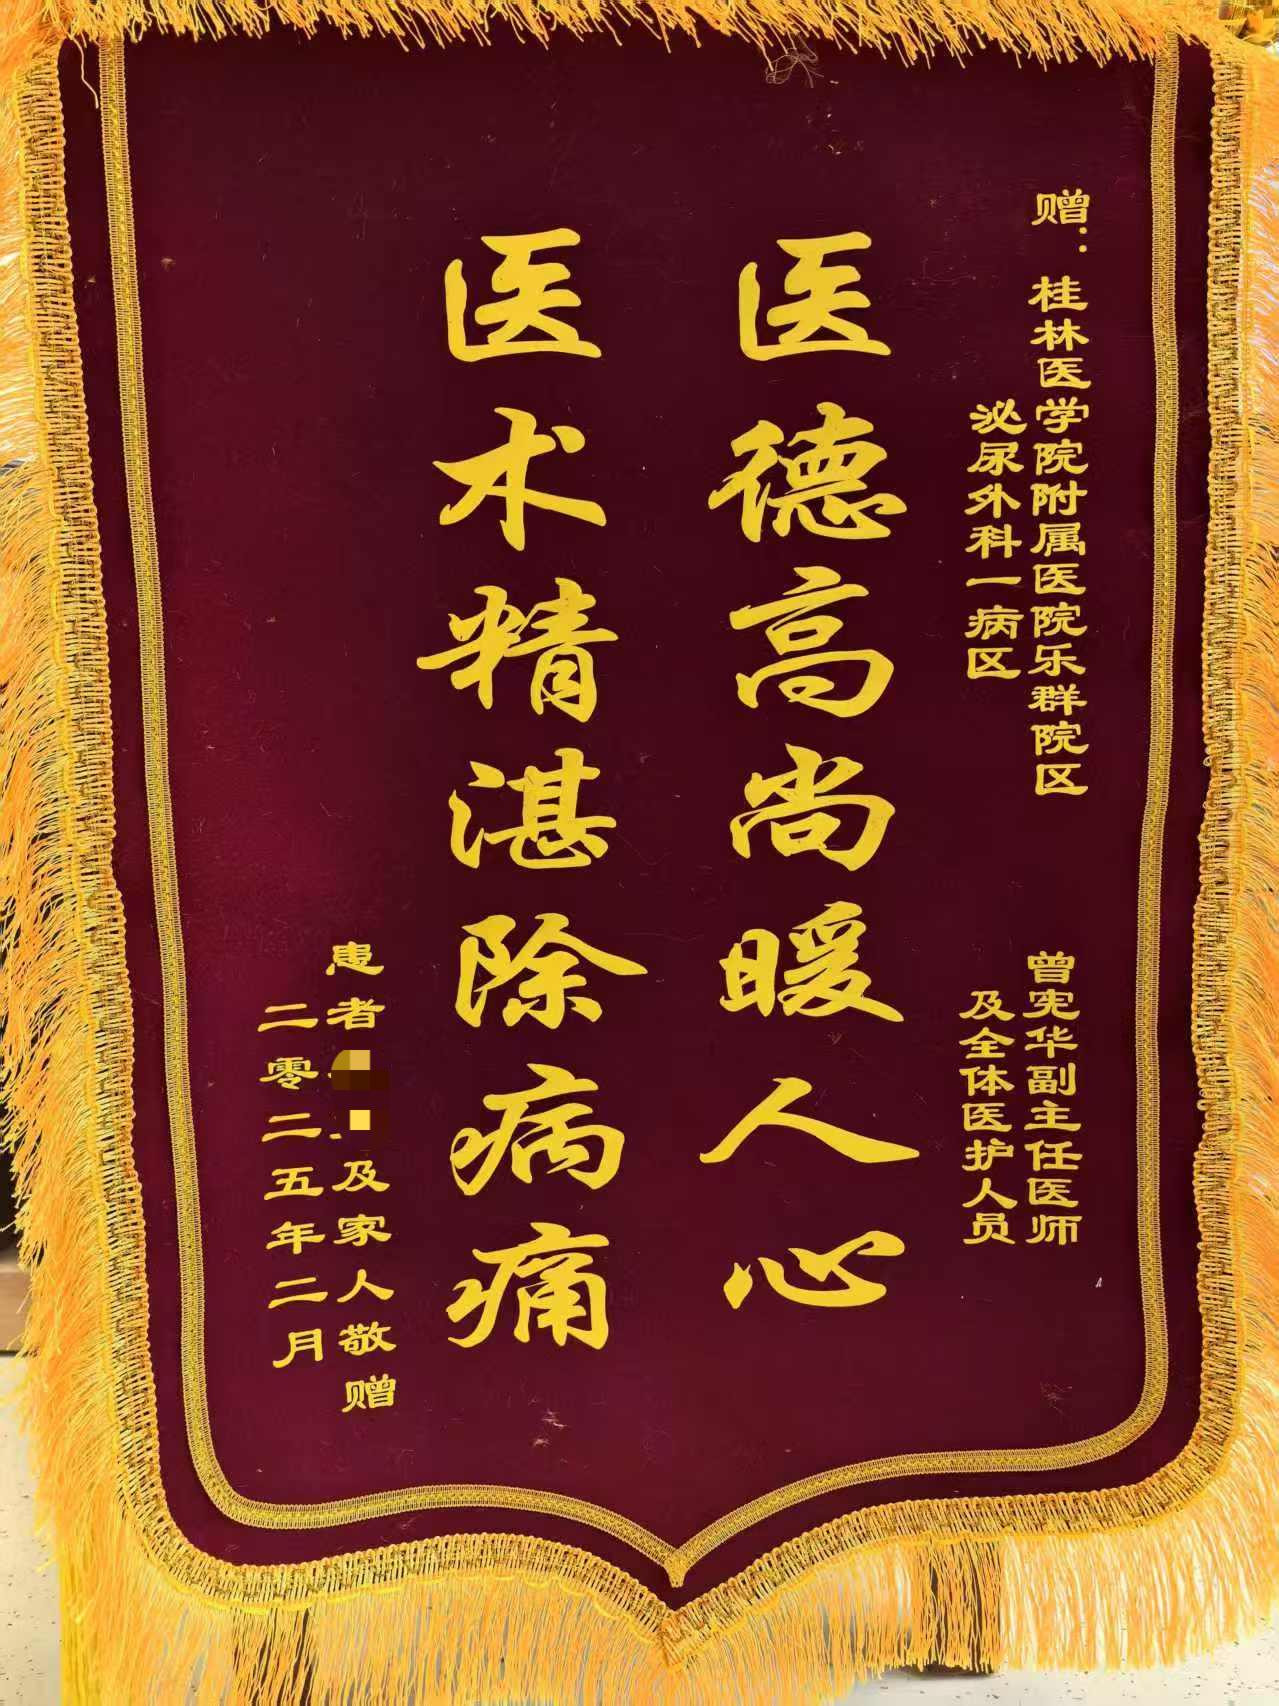 赠：桂林医学院附属医院乐群院区
泌尿外科一病区
曾宪华副主任医师
及全体医护人员
医德高尚暖人心
医术精湛除病痛
患者及家人敬赠
二零二五年二月